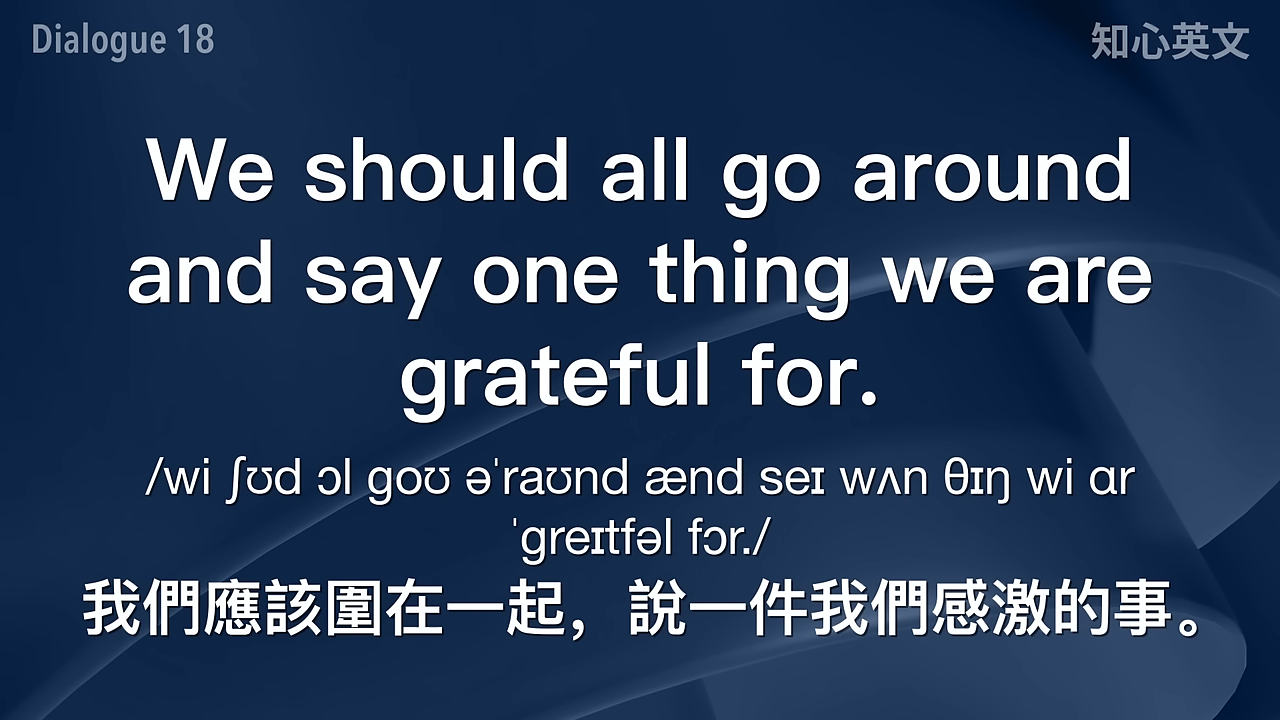 Dialogue 18
知心英文
We should all go around
and say one thing we are
grateful for.
/wi ʃʊd ɔl goʊ əˈraʊnd ænd seɪ wʌn θɪŋ wi ɑr
ˈgreɪtfəl fɔr./
我們應該圍在一起，說一件我們感激的事。